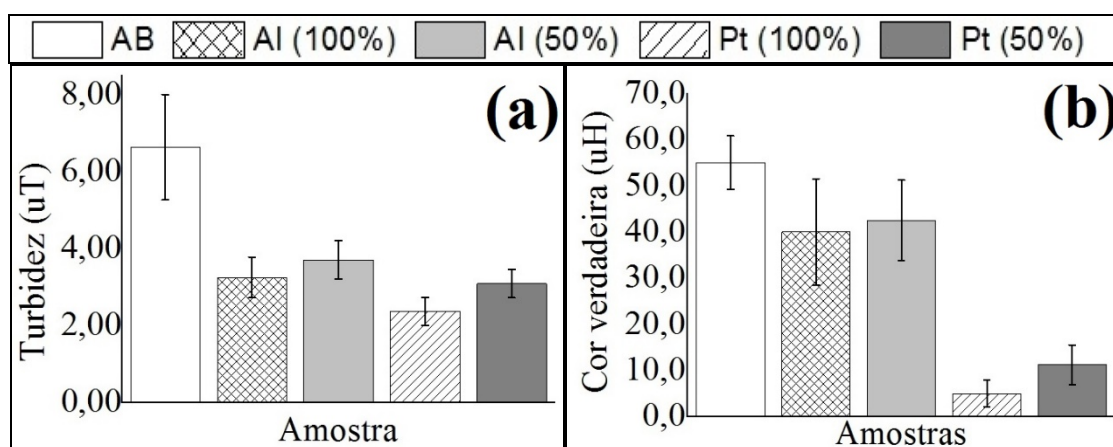 AB Al (100%) Al (50%) Pt (100%) Pt (50%)
(a)
Turbidez (uT)
8,00
6,00
4,00
2,00
0,00
Amostra
(b)
Cor verdadeira (uH)
70,0
60,0
50,0
40,0
30,0
20,0
10,0
0,0
Amostras